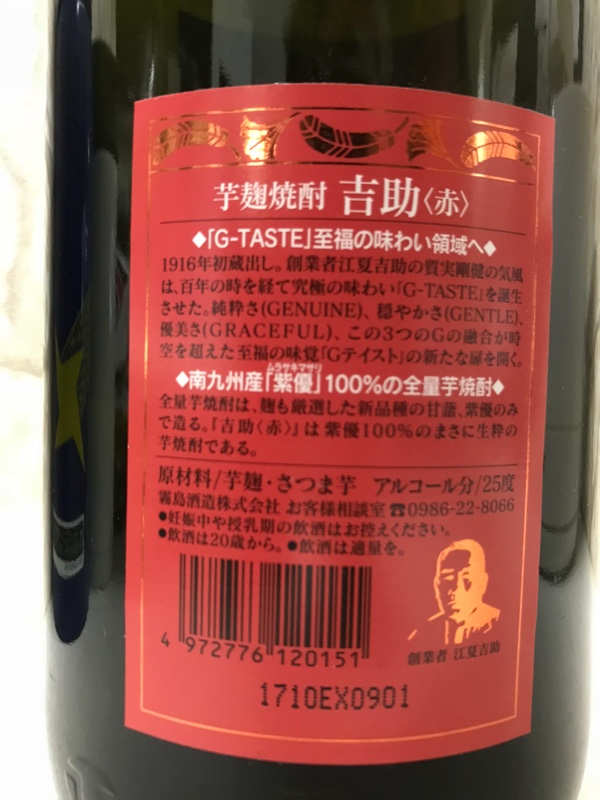 芋麹焼酎 吉助〈赤〉
◆「G-TASTE」至福の味わい領域へ◆
1916年初蔵出し。創業者江夏吉助の質実剛健の気風
は、百年の時を経て究極の味わい「G-TASTE」を誕生
させた。純粋さ(GENUINE)、穏やかさ(GENTLE)、
優美さ(GRACEFUL)、この3つのGの融合が時
空を超えた至福の味覚「Gテイスト」の新たな扉を開く。
ムラサキマサリ
◆南九州産「紫優」100%の全量芋焼酎◆
全量芋焼酎は、麹も厳選した新品種の甘藷、紫優のみ
で造る。『吉助〈赤〉』は紫優100%のまさに生粋の
芋焼酎である。
原材料/芋麹・さつま芋 アルコール分/25度
霧島酒造株式会社 お客様相談室 ☎0986-22-8066
●妊娠中や授乳期の飲酒はお控えください。
●飲酒は20歳から。●飲酒は適量を。
4 972776 120151
創業者 江夏吉助
1710EX0901